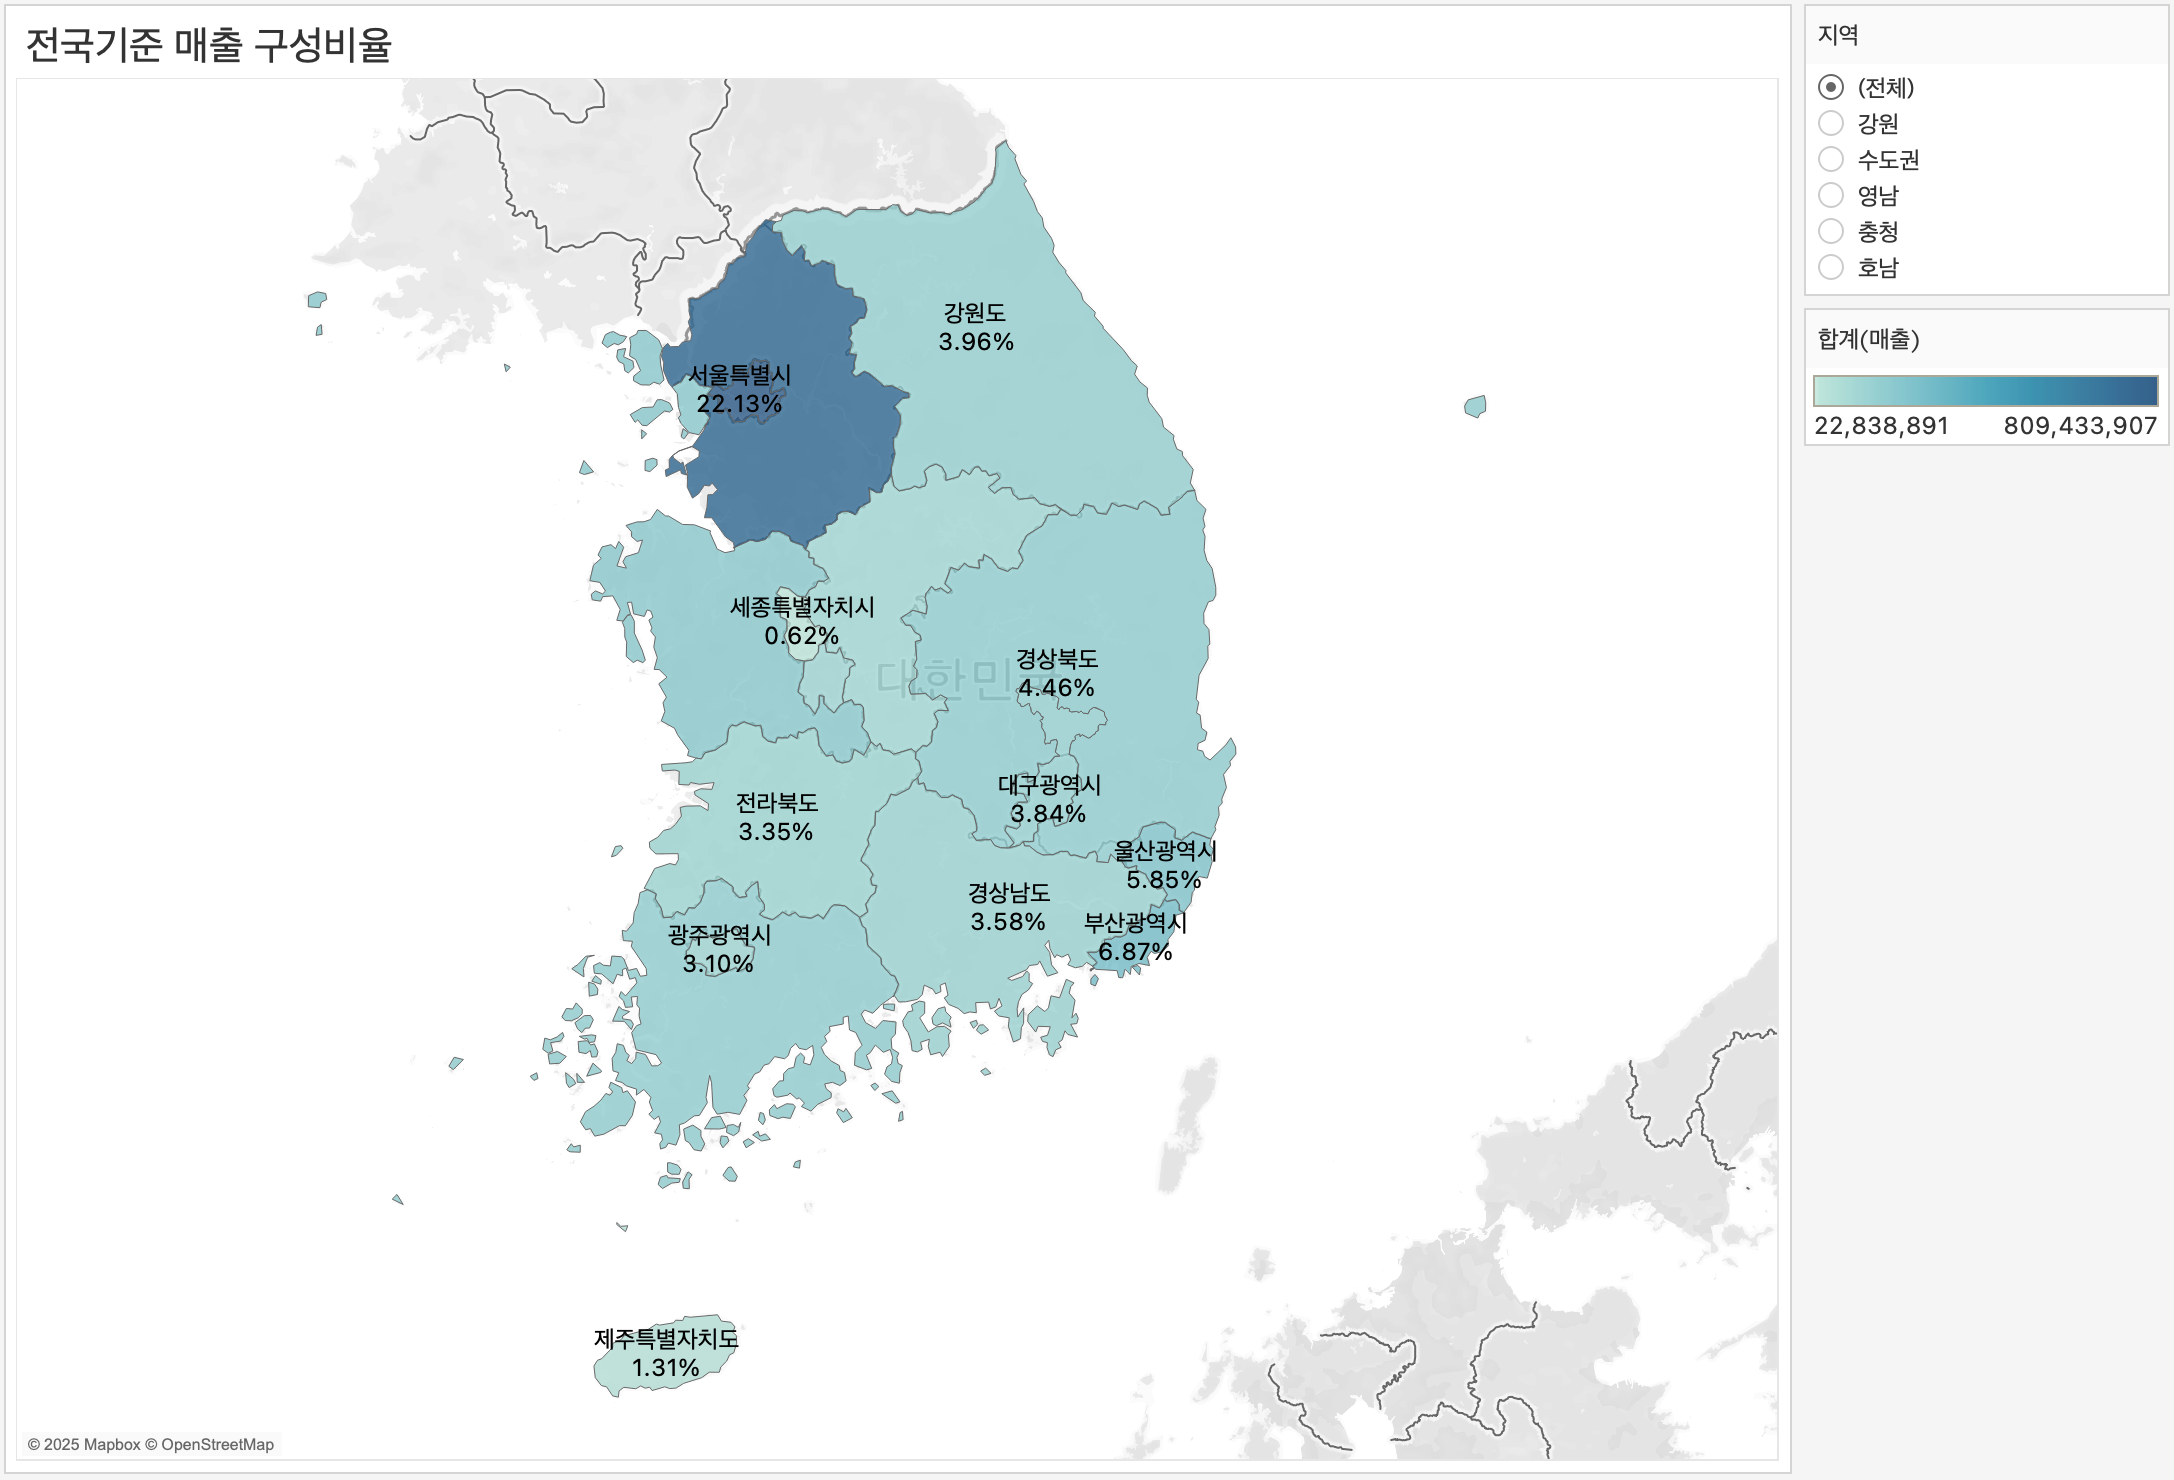 전국기준 매출 구성비율
강원도
3.96%
서울특별시
22.13%
세종특별자치시
0.62%
대한민국
경상북도
4.46%
대구광역시
3.84%
전라북도
3.35%
울산광역시
5.85%
경상남도
3.58%
부산광역시
6.87%
광주광역시
3.10%
제주특별자치도
1.31%
© 2025 Mapbox © OpenStreetMap
지역
(전체)
강원
수도권
영남
충청
호남
합계(매출)
22,838,891 809,433,907